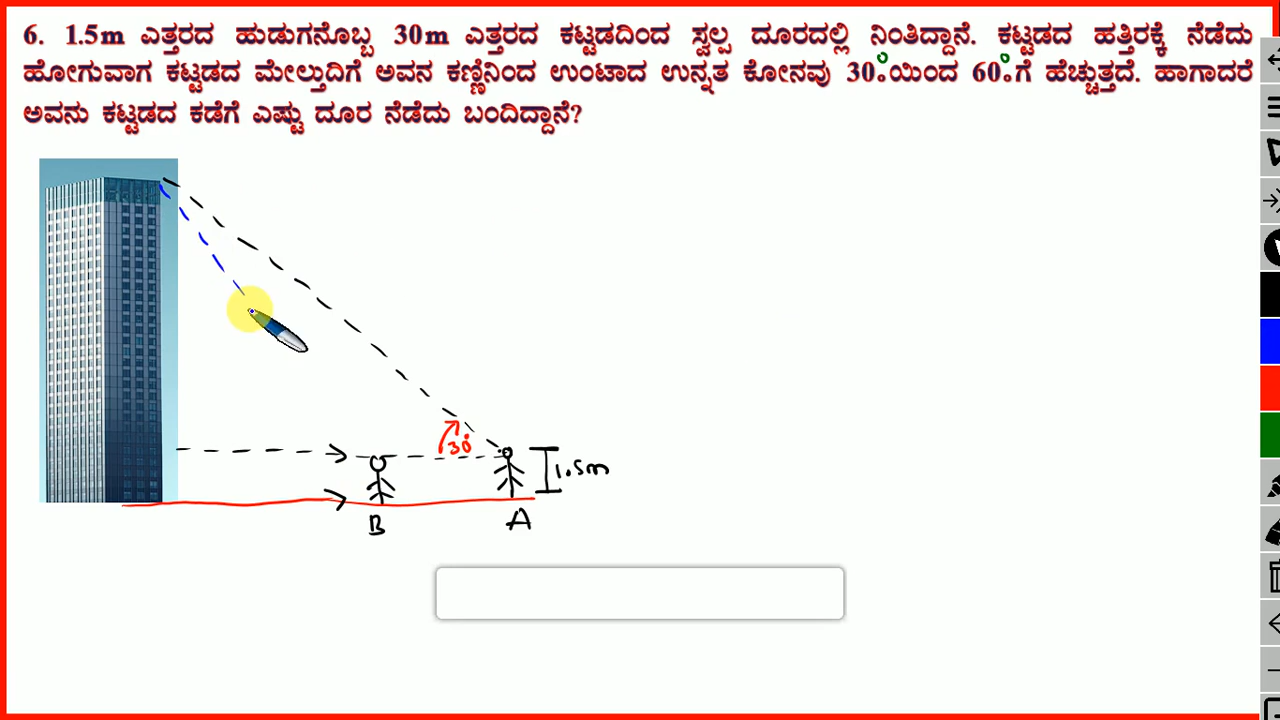 6. 1.5m ಎತ್ತರದ ಹುಡುಗನೊಬ್ಬ 30m ಎತ್ತರದ ಕಟ್ಟಡದಿಂದ ಸ್ವಲ್ಪ ದೂರದಲ್ಲಿ ನಿಂತಿದ್ದಾನೆ. ಕಟ್ಟಡದ ಹತ್ತಿರಕ್ಕೆ ನೆಡೆದು
ಹೋಗುವಾಗ ಕಟ್ಟಡದ ಮೇಲ್ತುದಿಗೆ ಅವನ ಕಣ್ಣಿನಿಂದ ಉಂಟಾದ ಉನ್ನತ ಕೋನವು 30°ಯಿಂದ 60°ಗೆ ಹೆಚ್ಚುತ್ತದೆ. ಹಾಗಾದರೆ
ಅವನು ಕಟ್ಟಡದ ಕಡೆಗೆ ಎಷ್ಟು ದೂರ ನೆಡೆದು ಬಂದಿದ್ದಾನೆ?
30°
1.5m
B A